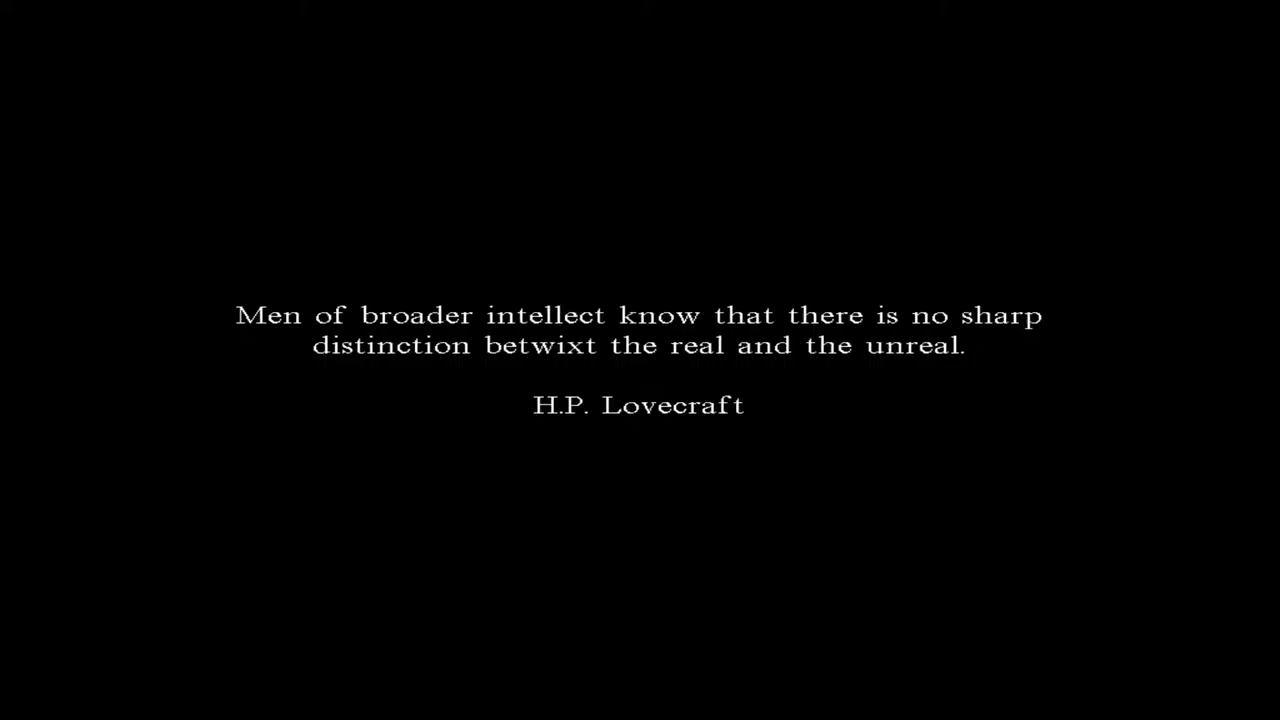 Men of broader intellect know that there is no sharp
distinction betwixt the real and the unreal.
H.P. Lovecraft